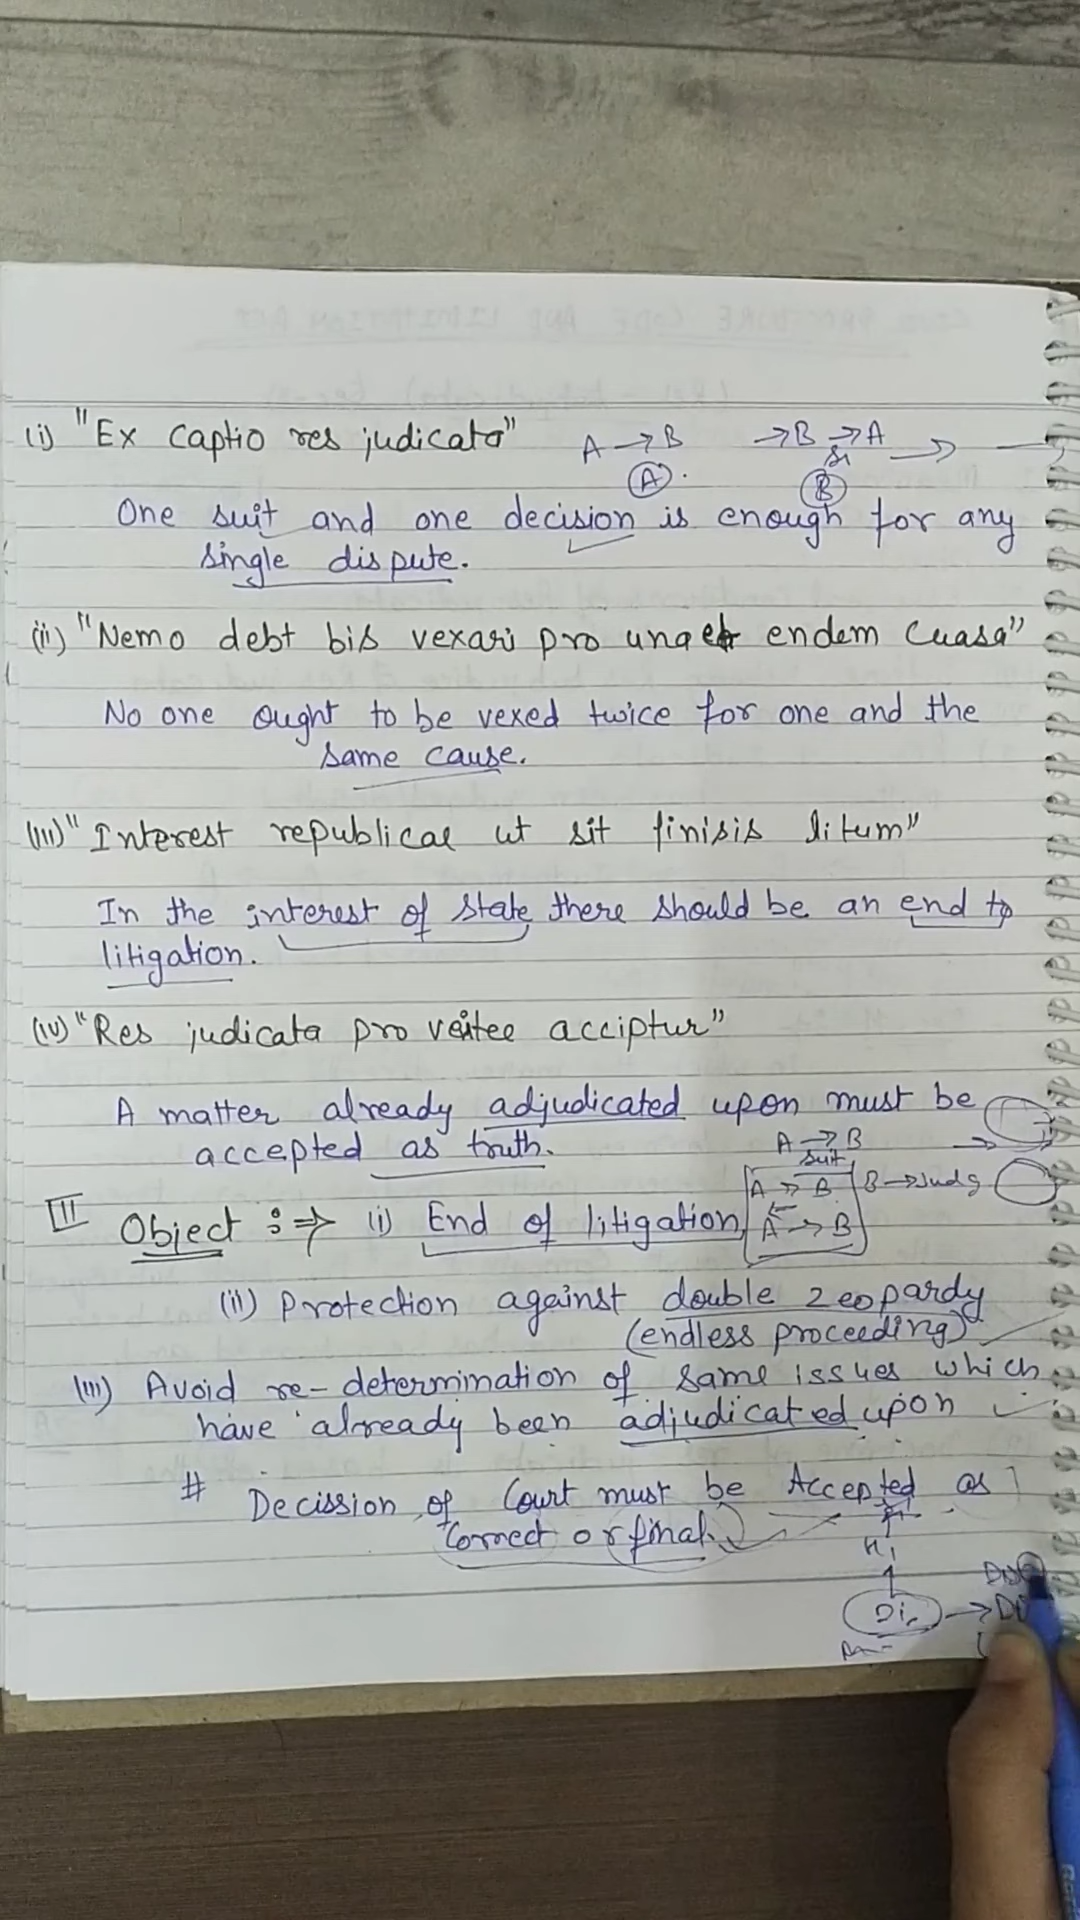 (i) "Ex Captio res judicata" A → B → B → A →
(A) (B)
One suit and one decision is enough for any
single dispute.
(ii) "Nemo debt bis vexari pro una et endem Cuasa"
No one ought to be vexed twice for one and the
same cause.
(III) "Interest republicae ut sit finisis litum"
In the interest of state there should be an end to
litigation.
(IV) "Res judicata pro veitee acciptur"
A matter already adjudicated upon must be
accepted as truth.
A → B
suit
A → B B → Judg
III Object :⇒ (i) End of litigation A → B
(ii) Protection against double zeopardy
(endless proceeding)
(III) Avoid re-determination of same issues which
have already been adjudicated upon
# Decission of Court must be Accepted as
Correct or final.
H
Di →